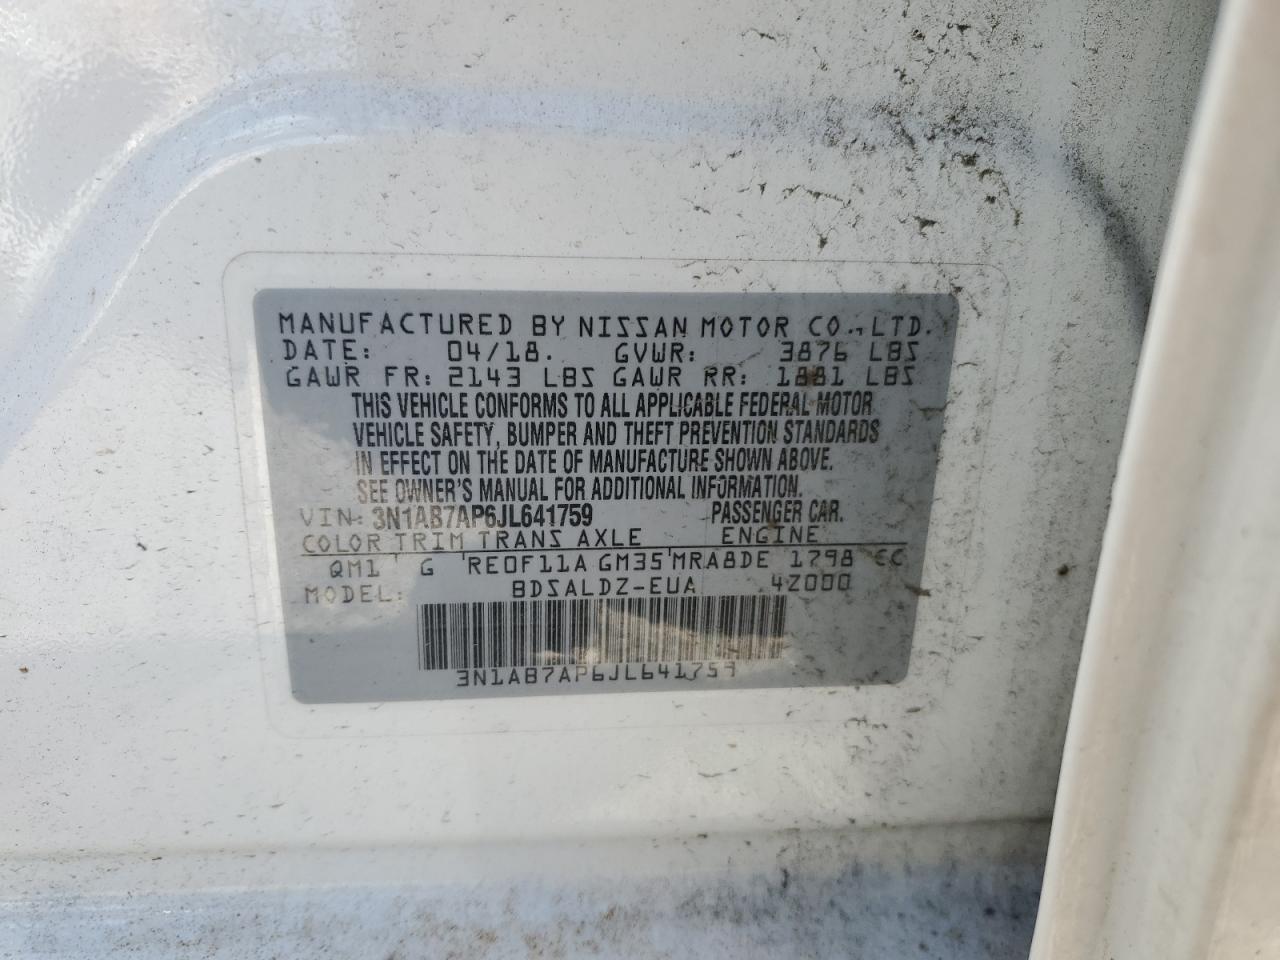 MANUFACTURED BY NISSAN MOTOR CO., LTD.
DATE: 04/18. GVWR: 3876 LBS
GAWR FR: 2143 LBS GAWR RR: 1881 LBS
THIS VEHICLE CONFORMS TO ALL APPLICABLE FEDERAL MOTOR
VEHICLE SAFETY, BUMPER AND THEFT PREVENTION STANDARDS
IN EFFECT ON THE DATE OF MANUFACTURE SHOWN ABOVE.
SEE OWNER'S MANUAL FOR ADDITIONAL INFORMATION.
VIN: 3N1AB7AP6JL641759 PASSENGER CAR.
COLOR TRIM TRANS AXLE ENGINE
QM1 G RE0F11A GM35 MRA8DE 1798 CC
MODEL: BDSALDZ-EUA 4Z000
3N1AB7AP6JL641759